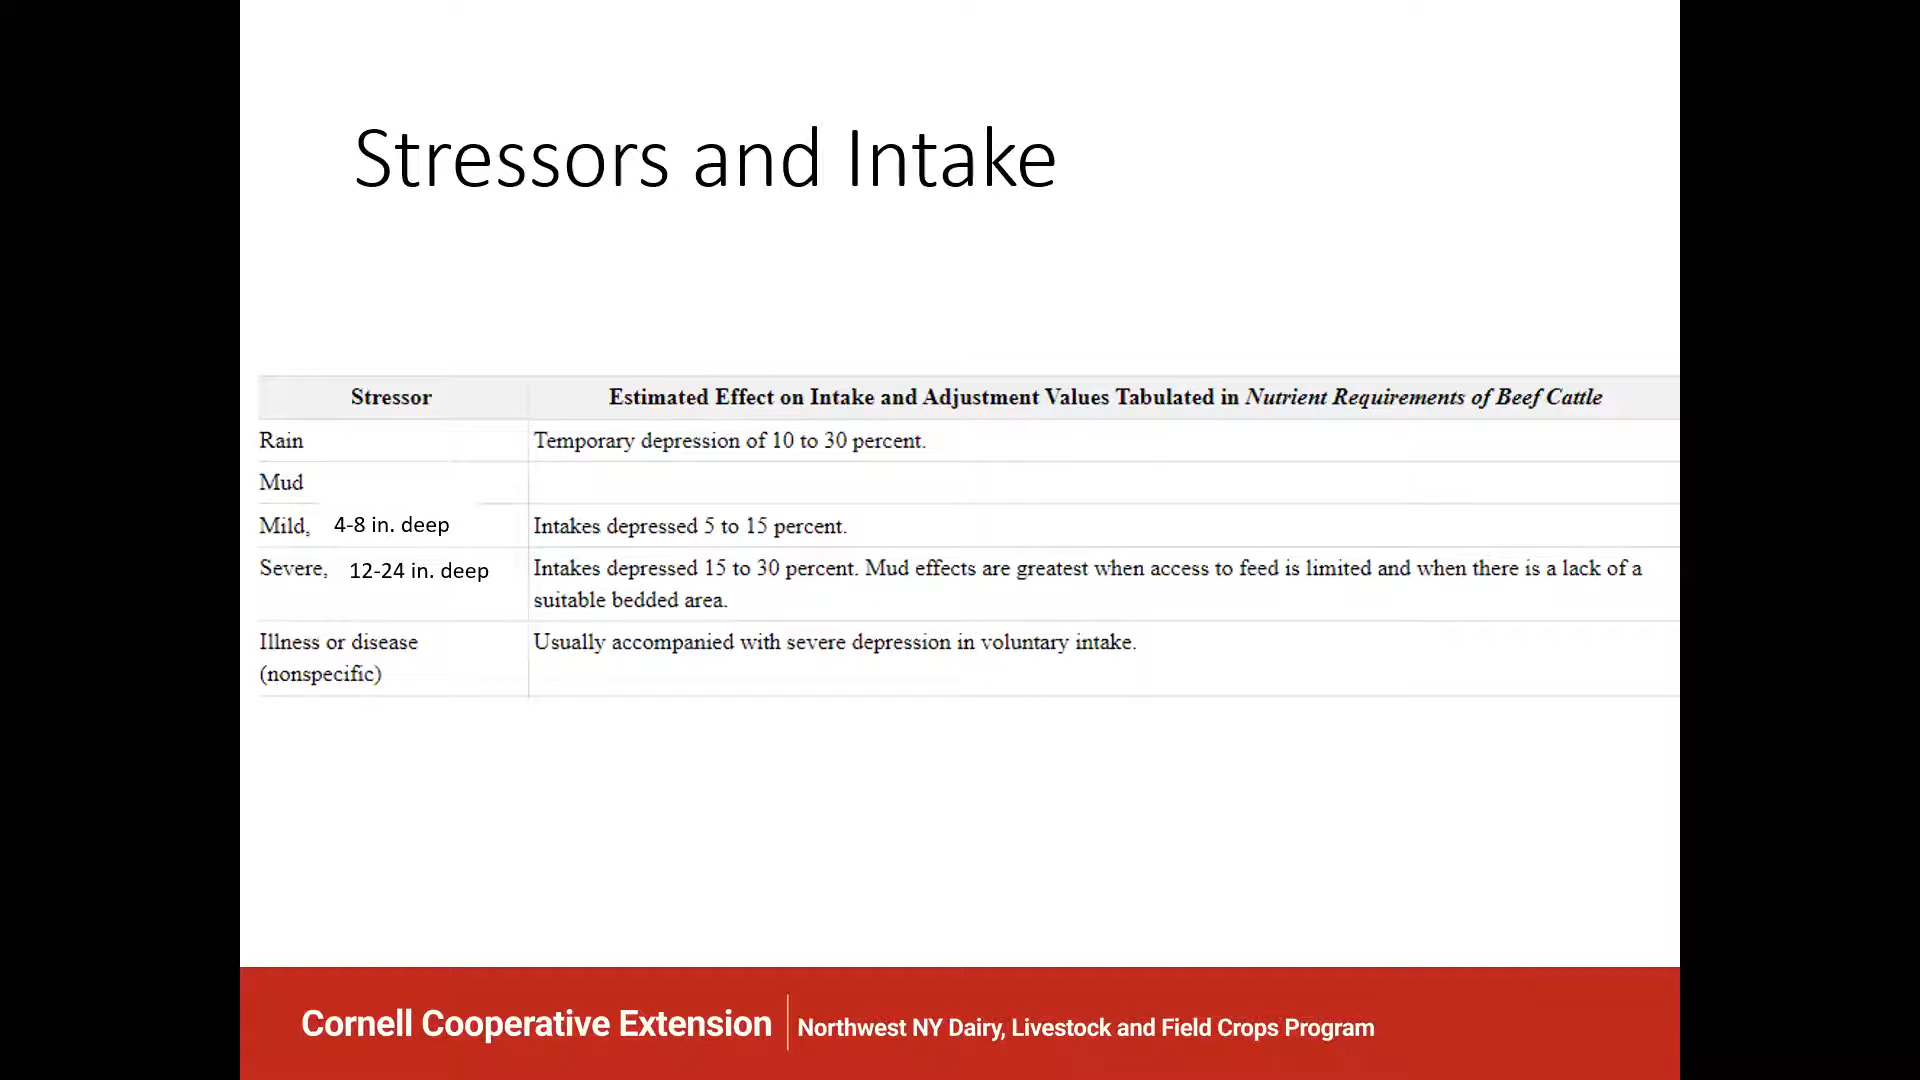 Stressors and Intake
Stressor Estimated Effect on Intake and Adjustment Values Tabulated in Nutrient Requirements of Beef Cattle
Rain Temporary depression of 10 to 30 percent.
Mud
Mild, 4-8 in. deep Intakes depressed 5 to 15 percent.
Severe, 12-24 in. deep Intakes depressed 15 to 30 percent. Mud effects are greatest when access to feed is limited and when there is a lack of a
suitable bedded area.
Illness or disease Usually accompanied with severe depression in voluntary intake.
(nonspecific)
Cornell Cooperative Extension Northwest NY Dairy, Livestock and Field Crops Program